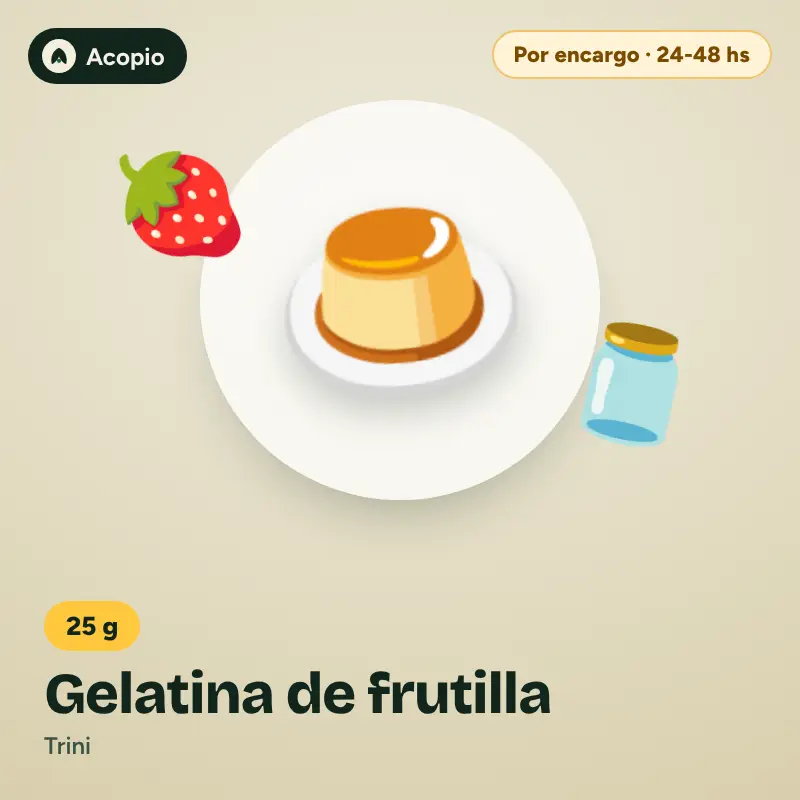 Acopio
Por encargo · 24-48 hs
25 g
Gelatina de frutilla
Trini